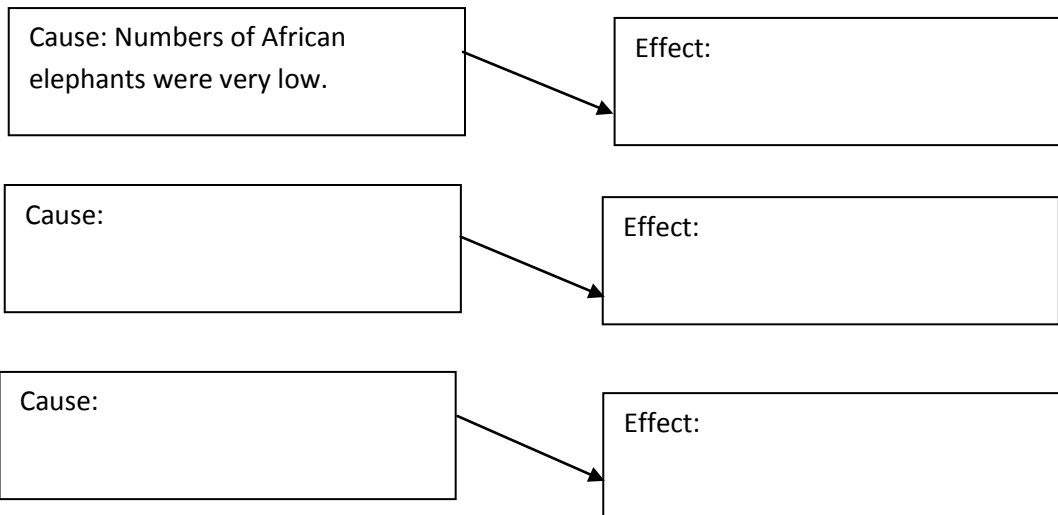 Cause: Numbers of African
elephants were very low.
Effect:
Cause:
Effect:
Cause:
Effect: